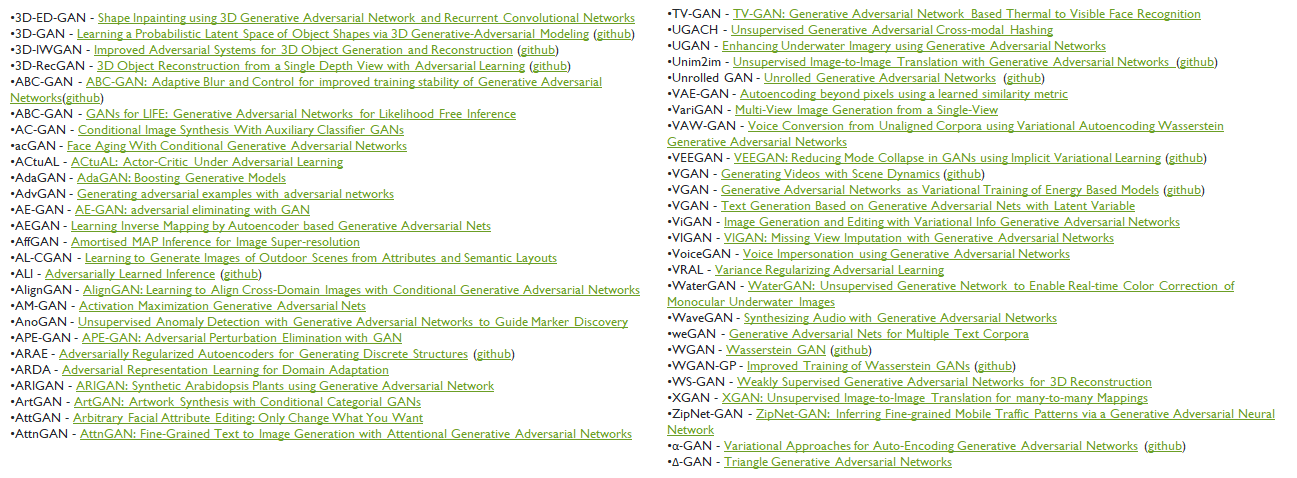 •3D-ED-GAN - Shape Inpainting using 3D Generative Adversarial Network and Recurrent Convolutional Networks
•3D-GAN - Learning a Probabilistic Latent Space of Object Shapes via 3D Generative-Adversarial Modeling (github)
•3D-IWGAN - Improved Adversarial Systems for 3D Object Generation and Reconstruction (github)
•3D-RecGAN - 3D Object Reconstruction from a Single Depth View with Adversarial Learning (github)
•ABC-GAN - ABC-GAN: Adaptive Blur and Control for improved training stability of Generative Adversarial
Networks(github)
•ABC-GAN - GANs for LIFE: Generative Adversarial Networks for Likelihood Free Inference
•AC-GAN - Conditional Image Synthesis With Auxiliary Classifier GANs
•acGAN - Face Aging With Conditional Generative Adversarial Networks
•ACtuAL - ACtuAL: Actor-Critic Under Adversarial Learning
•AdaGAN - AdaGAN: Boosting Generative Models
•AdvGAN - Generating adversarial examples with adversarial networks
•AE-GAN - AE-GAN: adversarial eliminating with GAN
•AEGAN - Learning Inverse Mapping by Autoencoder based Generative Adversarial Nets
•AffGAN - Amortised MAP Inference for Image Super-resolution
•AL-CGAN - Learning to Generate Images of Outdoor Scenes from Attributes and Semantic Layouts
•ALI - Adversarially Learned Inference (github)
•AlignGAN - AlignGAN: Learning to Align Cross-Domain Images with Conditional Generative Adversarial Networks
•AM-GAN - Activation Maximization Generative Adversarial Nets
•AnoGAN - Unsupervised Anomaly Detection with Generative Adversarial Networks to Guide Marker Discovery
•APE-GAN - APE-GAN: Adversarial Perturbation Elimination with GAN
•ARAE - Adversarially Regularized Autoencoders for Generating Discrete Structures (github)
•ARDA - Adversarial Representation Learning for Domain Adaptation
•ARIGAN - ARIGAN: Synthetic Arabidopsis Plants using Generative Adversarial Network
•ArtGAN - ArtGAN: Artwork Synthesis with Conditional Categorial GANs
•AttGAN - Arbitrary Facial Attribute Editing: Only Change What You Want
•AttnGAN - AttnGAN: Fine-Grained Text to Image Generation with Attentional Generative Adversarial Networks
•TV-GAN - TV-GAN: Generative Adversarial Network Based Thermal to Visible Face Recognition
•UGACH - Unsupervised Generative Adversarial Cross-modal Hashing
•UGAN - Enhancing Underwater Imagery using Generative Adversarial Networks
•Unim2im - Unsupervised Image-to-Image Translation with Generative Adversarial Networks (github)
•Unrolled GAN - Unrolled Generative Adversarial Networks (github)
•VAE-GAN - Autoencoding beyond pixels using a learned similarity metric
•VariGAN - Multi-View Image Generation from a Single-View
•VAW-GAN - Voice Conversion from Unaligned Corpora using Variational Autoencoding Wasserstein
Generative Adversarial Networks
•VEEGAN - VEEGAN: Reducing Mode Collapse in GANs using Implicit Variational Learning (github)
•VGAN - Generating Videos with Scene Dynamics (github)
•VGAN - Generative Adversarial Networks as Variational Training of Energy Based Models (github)
•VGAN - Text Generation Based on Generative Adversarial Nets with Latent Variable
•ViGAN - Image Generation and Editing with Variational Info Generative Adversarial Networks
•VIGAN - VIGAN: Missing View Imputation with Generative Adversarial Networks
•VoiceGAN - Voice Impersonation using Generative Adversarial Networks
•VRAL - Variance Regularizing Adversarial Learning
•WaterGAN - WaterGAN: Unsupervised Generative Network to Enable Real-time Color Correction of
Monocular Underwater Images
•WaveGAN - Synthesizing Audio with Generative Adversarial Networks
•weGAN - Generative Adversarial Nets for Multiple Text Corpora
•WGAN - Wasserstein GAN (github)
•WGAN-GP - Improved Training of Wasserstein GANs (github)
•WS-GAN - Weakly Supervised Generative Adversarial Networks for 3D Reconstruction
•XGAN - XGAN: Unsupervised Image-to-Image Translation for many-to-many Mappings
•ZipNet-GAN - ZipNet-GAN: Inferring Fine-grained Mobile Traffic Patterns via a Generative Adversarial Neural
Network
•α-GAN - Variational Approaches for Auto-Encoding Generative Adversarial Networks (github)
•Δ-GAN - Triangle Generative Adversarial Networks